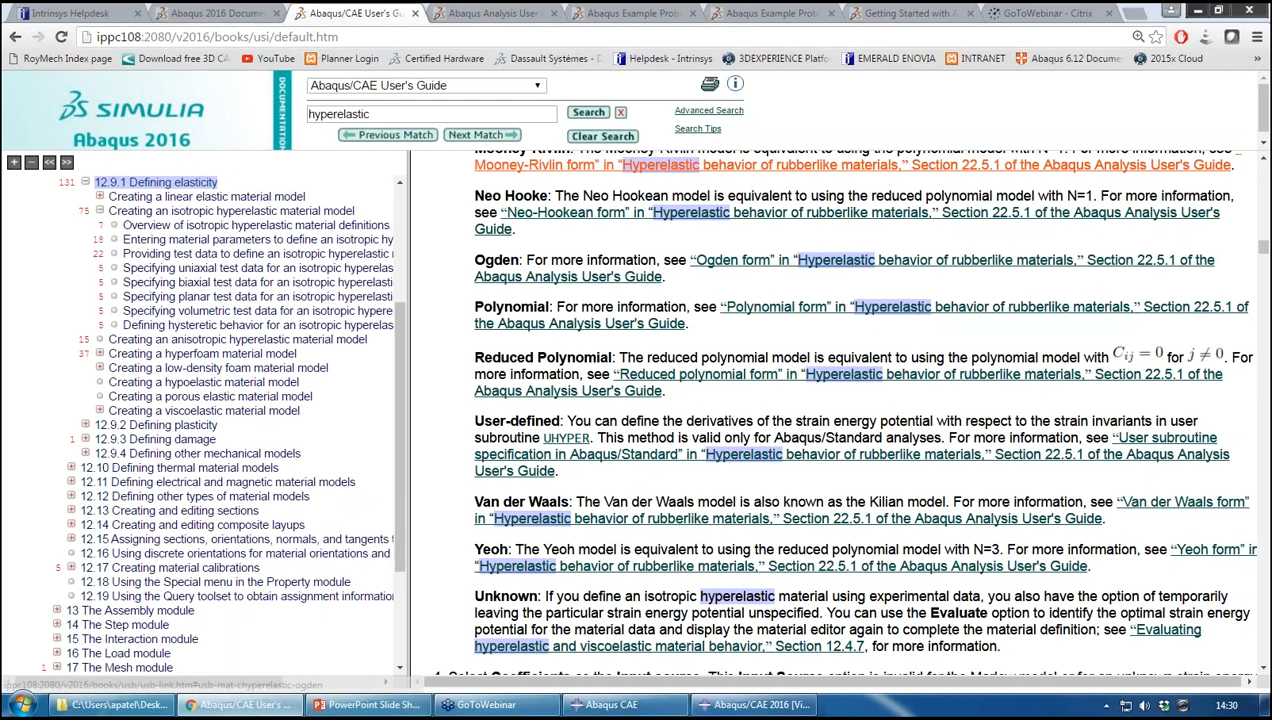 Intrinsys Helpdesk
Abaqus 2016 Docume
Abaqus/CAE User's G
Abaqus Analysis User
Abaqus Example Prob
Abaqus Example Prob
Getting Started with A
GoToWebinar - Citrix
ippc108:2080/v2016/books/usi/default.htm
RoyMech Index page
Download free 3D CA
YouTube
Planner Login
Certified Hardware
Dassault Systèmes - D
Helpdesk - Intrinsys
3DEXPERIENCE Platfo
EMERAlD ENOVIA
INTRANET
Abaqus 6.12 Docume
2015x Cloud
SIMULIA
Abaqus 2016
DOCUMENTATION
Abaqus/CAE User's Guide
hyperelastic
Search
Advanced Search
Previous Match
Next Match
Clear Search
Search Tips
131 12.9.1 Defining elasticity
Creating a linear elastic material model
75 Creating an isotropic hyperelastic material model
7 Overview of isotropic hyperelastic material definitions
18 Entering material parameters to define an isotropic hy
22 Providing test data to define an isotropic hyperelastic
5 Specifying uniaxial test data for an isotropic hyperelas
5 Specifying biaxial test data for an isotropic hyperelas
5 Specifying planar test data for an isotropic hyperelas
5 Specifying volumetric test data for an isotropic hypere
5 Defining hysteretic behavior for an isotropic hyperelas
15 Creating an anisotropic hyperelastic material model
37 Creating a hyperfoam material model
Creating a low-density foam material model
Creating a hypoelastic material model
Creating a porous elastic material model
Creating a viscoelastic material model
12.9.2 Defining plasticity
1 12.9.3 Defining damage
12.9.4 Defining other mechanical models
12.10 Defining thermal material models
12.11 Defining electrical and magnetic material models
12.12 Defining other types of material models
12.13 Creating and editing sections
12.14 Creating and editing composite layups
12.15 Assigning sections, orientations, normals, and tangents
12.16 Using discrete orientations for material orientations and
5 12.17 Creating material calibrations
12.18 Using the Special menu in the Property module
12.19 Using the Query toolset to obtain assignment informatio
13 The Assembly module
14 The Step module
15 The Interaction module
16 The Load module
1 17 The Mesh module
ippc108:2080/v2016/books/usb/usb-link.htm#usb-mat-chyperelastic-ogden
Mooney-Rivlin form” in “Hyperelastic behavior of rubberlike materials,” Section 22.5.1 of the Abaqus Analysis User's Guide.
Neo Hooke: The Neo Hookean model is equivalent to using the reduced polynomial model with N=1. For more information,
see “Neo-Hookean form” in “Hyperelastic behavior of rubberlike materials,” Section 22.5.1 of the Abaqus Analysis User's
Guide.
Ogden: For more information, see “Ogden form” in “Hyperelastic behavior of rubberlike materials,” Section 22.5.1 of the
Abaqus Analysis User's Guide.
Polynomial: For more information, see “Polynomial form” in “Hyperelastic behavior of rubberlike materials,” Section 22.5.1 of
the Abaqus Analysis User's Guide.
Reduced Polynomial: The reduced polynomial model is equivalent to using the polynomial model with Cij = 0 for j ≠ 0. For
more information, see “Reduced polynomial form” in “Hyperelastic behavior of rubberlike materials,” Section 22.5.1 of the
Abaqus Analysis User's Guide.
User-defined: You can define the derivatives of the strain energy potential with respect to the strain invariants in user
subroutine UHYPER. This method is valid only for Abaqus/Standard analyses. For more information, see “User subroutine
specification in Abaqus/Standard” in “Hyperelastic behavior of rubberlike materials,” Section 22.5.1 of the Abaqus Analysis
User's Guide.
Van der Waals: The Van der Waals model is also known as the Kilian model. For more information, see “Van der Waals form”
in “Hyperelastic behavior of rubberlike materials,” Section 22.5.1 of the Abaqus Analysis User's Guide.
Yeoh: The Yeoh model is equivalent to using the reduced polynomial model with N=3. For more information, see “Yeoh form” in
“Hyperelastic behavior of rubberlike materials,” Section 22.5.1 of the Abaqus Analysis User's Guide.
Unknown: If you define an isotropic hyperelastic material using experimental data, you also have the option of temporarily
leaving the particular strain energy potential unspecified. You can use the Evaluate option to identify the optimal strain energy
potential for the material data and display the material editor again to complete the material definition; see “Evaluating
hyperelastic and viscoelastic material behavior,” Section 12.4.7, for more information.
C:\Users\apatel\Desk...
Abaqus/CAE User's ...
PowerPoint Slide Sh...
GoToWebinar
Abaqus CAE
Abaqus CAE 2016 [Vi...
14:30